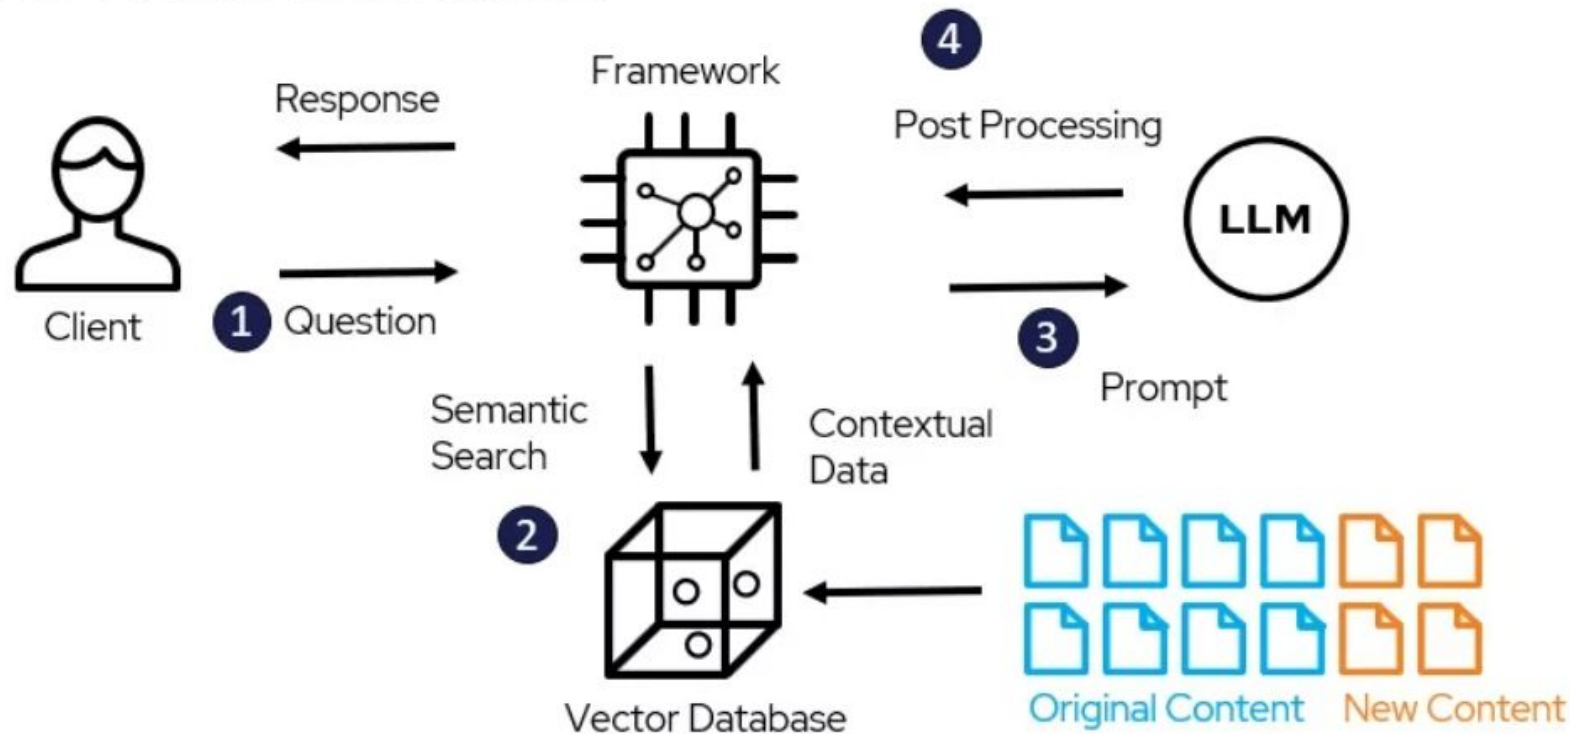 4
Framework
Response
Post Processing
LLM
Client
1 Question
3
Prompt
Semantic
Search
Contextual
Data
2
Vector Database
Original Content
New Content